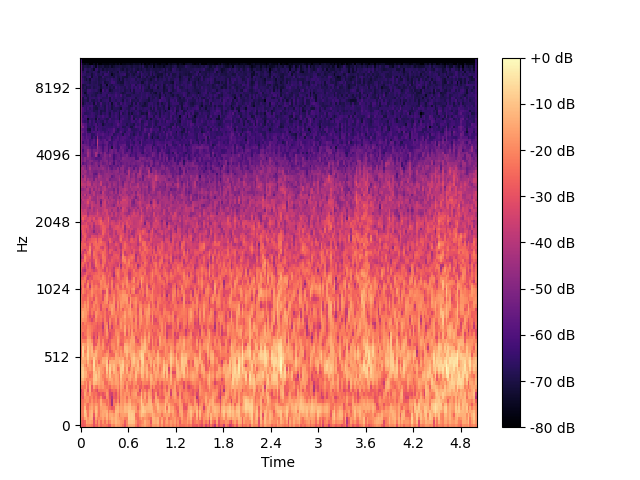 8192
4096
2048
1024
512
0
Hz
0 0.6 1.2 1.8 2.4 3 3.6 4.2 4.8
Time
+0 dB
-10 dB
-20 dB
-30 dB
-40 dB
-50 dB
-60 dB
-70 dB
-80 dB